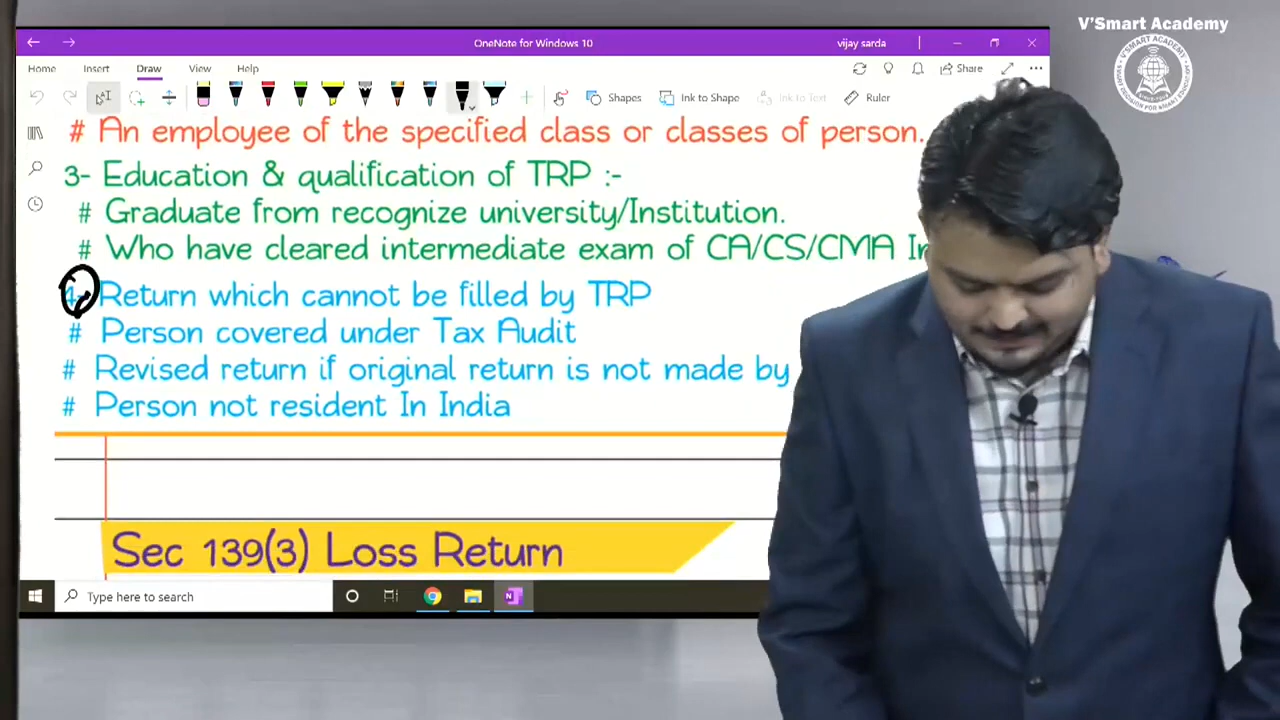 V'Smart Academy
OneNote for Windows 10
vijay sarda
Home Insert Draw View Help
Share
Shapes
Ink to Shape
Ink to Text
Ruler
# An employee of the specified class or classes of person.
3- Education & qualification of TRP :-
# Graduate from recognize university/Institution.
# Who have cleared intermediate exam of CA/CS/CMA
4- Return which cannot be filled by TRP
# Person covered under Tax Audit
# Revised return if original return is not made by
# Person not resident In India
Sec 139(3) Loss Return
Type here to search